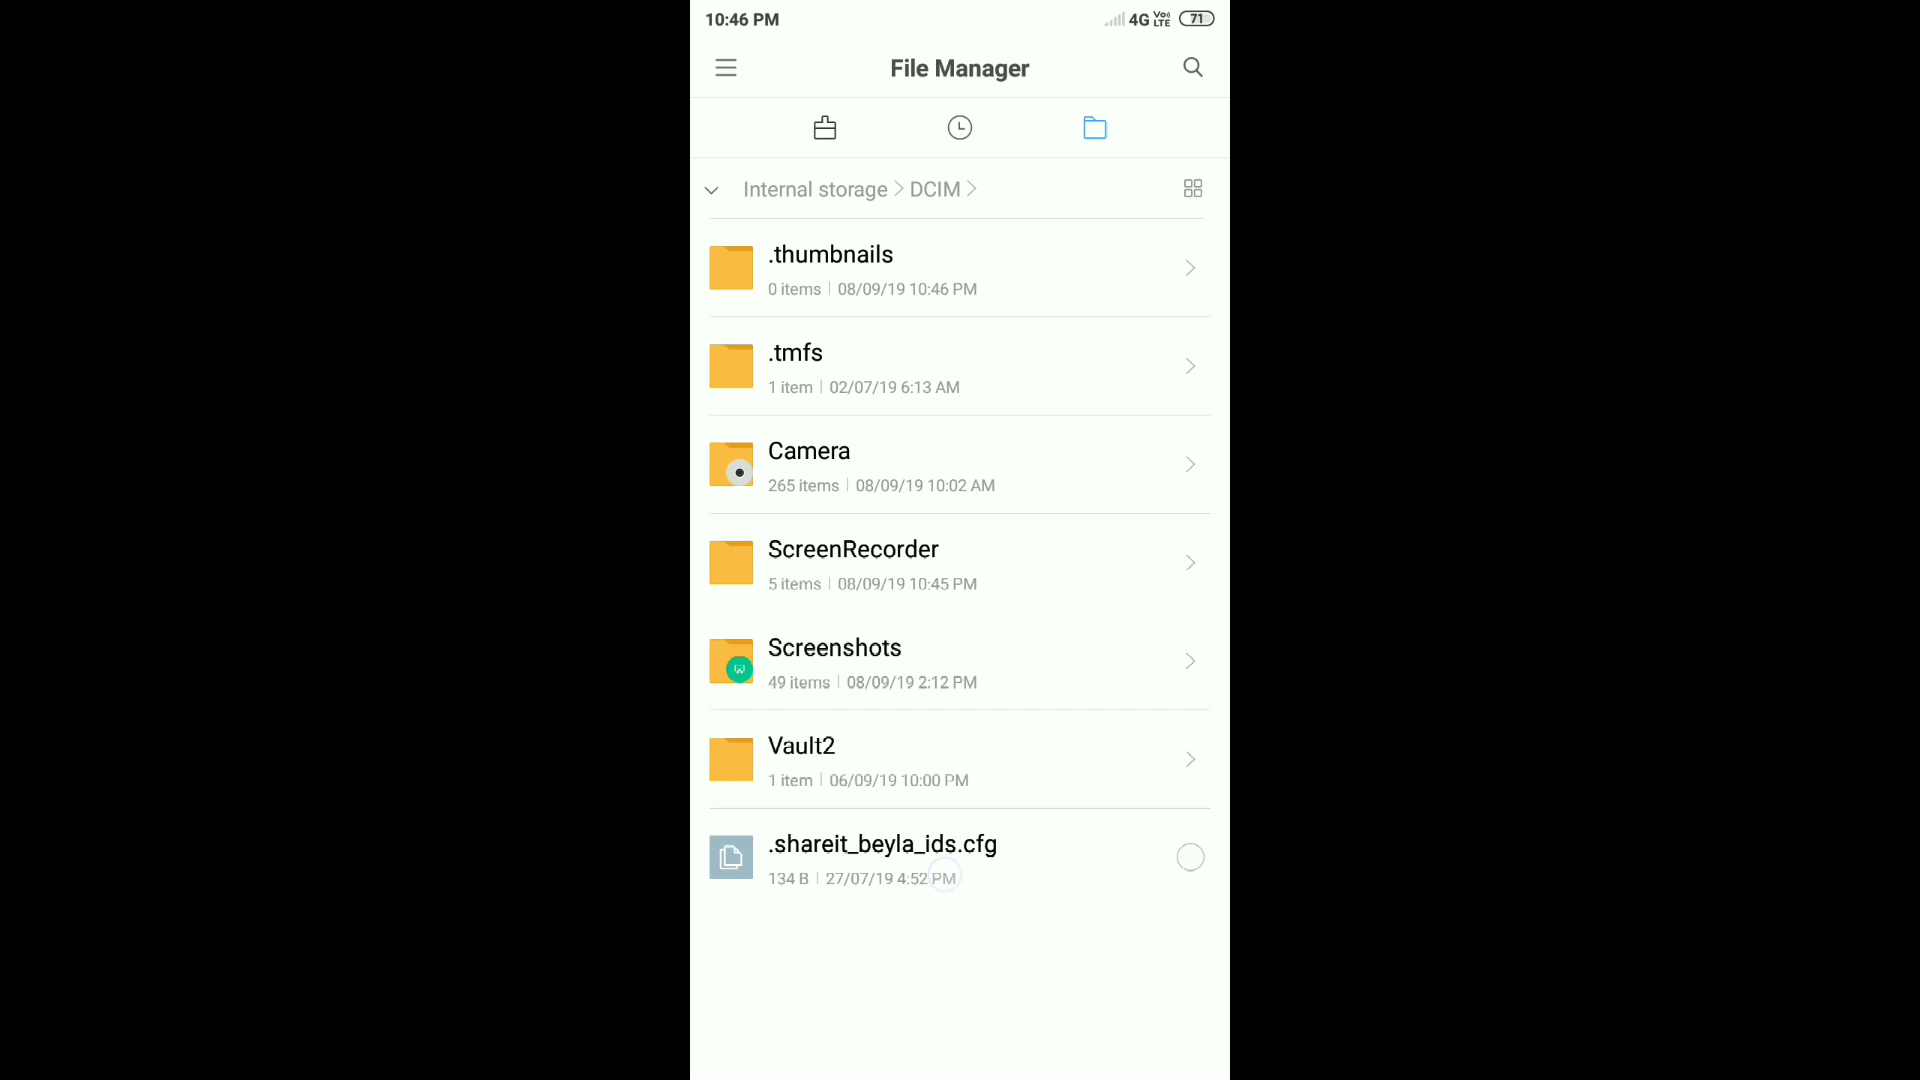 10:46 PM 4G Vo LTE 71
File Manager
Internal storage DCIM
.thumbnails
0 items | 08/09/19 10:46 PM
.tmfs
1 item | 02/07/19 6:13 AM
Camera
265 items | 08/09/19 10:02 AM
ScreenRecorder
5 items | 08/09/19 10:45 PM
Screenshots
49 items | 08/09/19 2:12 PM
Vault2
1 item | 06/09/19 10:00 PM
.shareit_beyla_ids.cfg
134 B | 27/07/19 4:52 PM